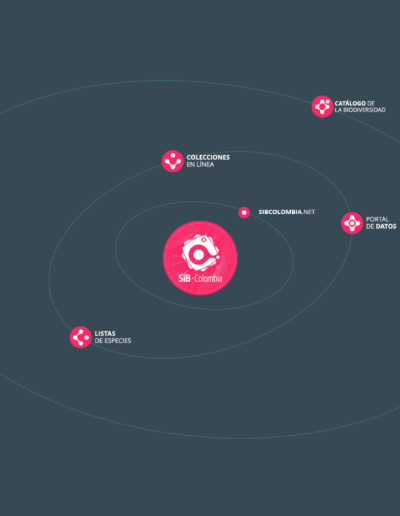 CATÁLOGO DE
LA BIODIVERSIDAD
COLECCIONES
EN LÍNEA
SIBCOLOMBIA.NET
PORTAL
DE DATOS
SiB-Colombia
LISTAS
DE ESPECIES